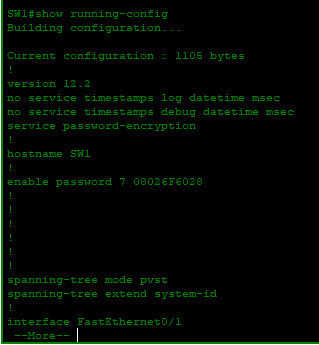 SW1#show running-config
Building configuration...
Current configuration : 1105 bytes
!
version 12.2
no service timestamps log datetime msec
no service timestamps debug datetime msec
service password-encryption
!
hostname SW1
!
enable password 7 08026F6028
!
!
!
!
!
!
spanning-tree mode pvst
spanning-tree extend system-id
!
interface FastEthernet0/1
--More--